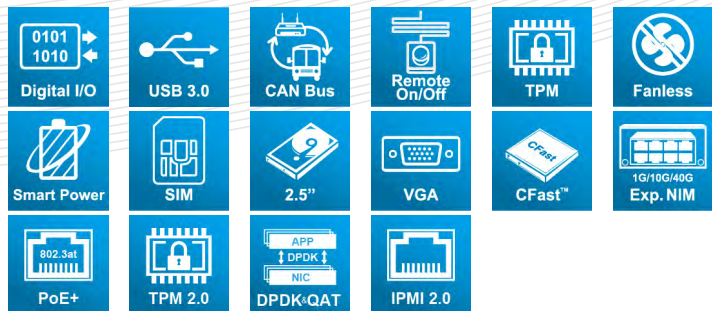 0101
1010
Digital I/O
USB 3.0
CAN Bus
Remote
On/Off
TPM
Fanless
Smart Power
SIM
2.5”
VGA
CFast
CFast™
1G/10G/40G
Exp. NIM
802.3at
PoE+
TPM 2.0
APP
DPDK
NIC
DPDK&QAT
IPMI 2.0